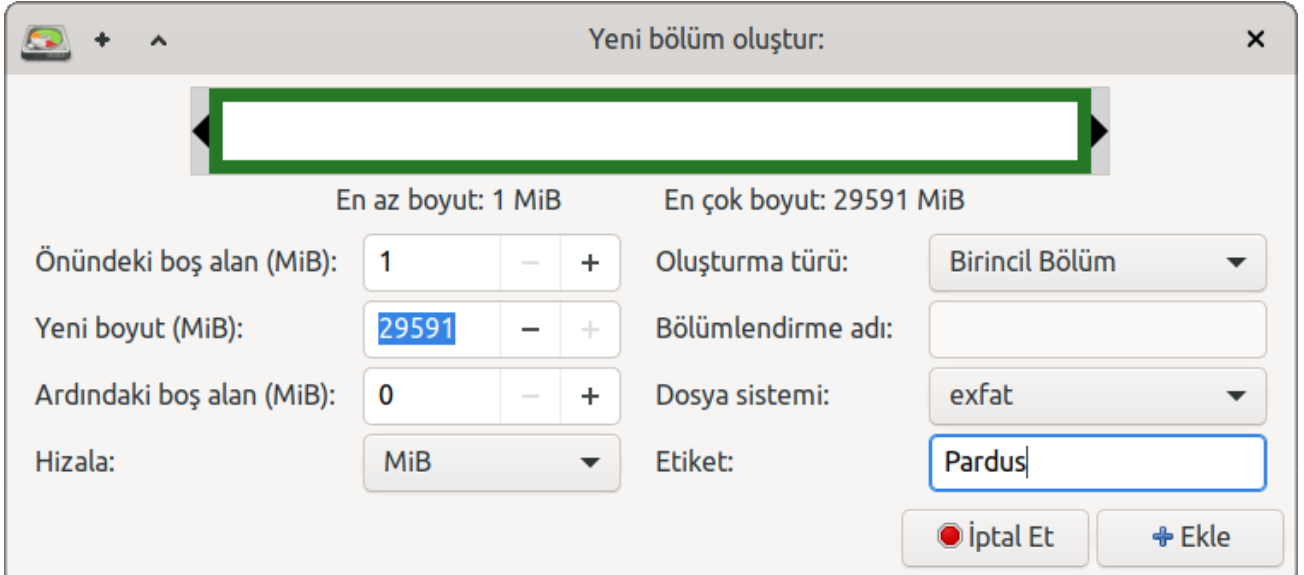 Yeni bölüm oluştur:
En az boyut: 1 MiB En çok boyut: 29591 MiB
Önündeki boş alan (MiB): 1 Oluşturma türü: Birincil Bölüm
Yeni boyut (MiB): 29591 Bölümlendirme adı:
Ardındaki boş alan (MiB): 0 Dosya sistemi: exfat
Hizala: MiB Etiket: Pardus
İptal Et Ekle